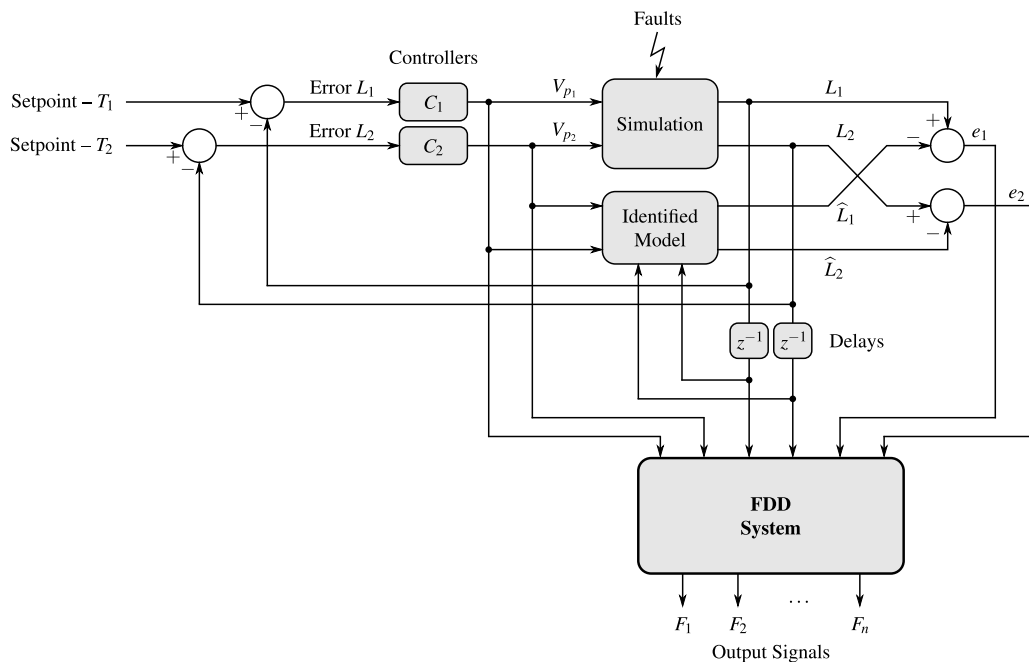 Faults
Controllers
Setpoint – T₁
+
−
Error L₁
C₁
Vₚ₁
Simulation
L₁
+
−
e₁
Setpoint – T₂
+
−
Error L₂
C₂
Vₚ₂
L₂
Identified
Model
L̂₁
+
−
e₂
L̂₂
z⁻¹
z⁻¹
Delays
FDD
System
F₁
F₂
...
Fₙ
Output Signals